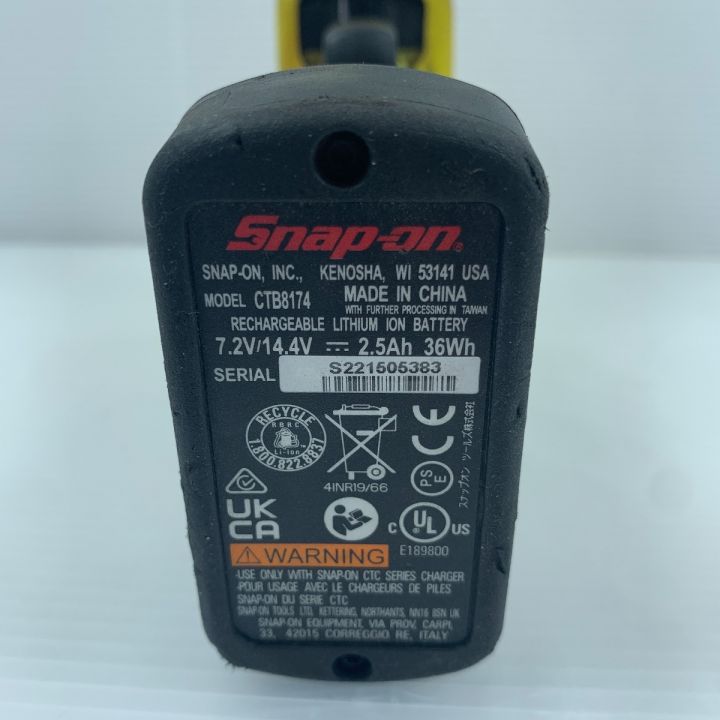 Snap-on®
SNAP-ON, INC., KENOSHA, WI 53141 USA
MODEL CTB8174 MADE IN CHINA
WITH FURTHER PROCESSING IN TAIWAN
RECHARGEABLE LITHIUM ION BATTERY
7.2V/14.4V ⎓ 2.5Ah 36Wh
SERIAL S221505383
RECYCLE
RBRC
Li-Ion
1.800.822.8837
4INR19/66
CE
PS
E
スナップオン ツールズ株式会社
UK
CA
C UL US
E189800
⚠ WARNING
-USE ONLY WITH SNAP-ON CTC SERIES CHARGER
-POUR USAGE AVEC LE CHARGEURS DE PILES
SNAP-ON DU SERIE CTC
SNAP-ON TOOLS LTD, KETTERING, NORTHANTS, NN16 8SN UK
SNAP-ON EQUIPMENT, VIA PROV. CARPI,
33, 42015 CORREGGIO RE, ITALY